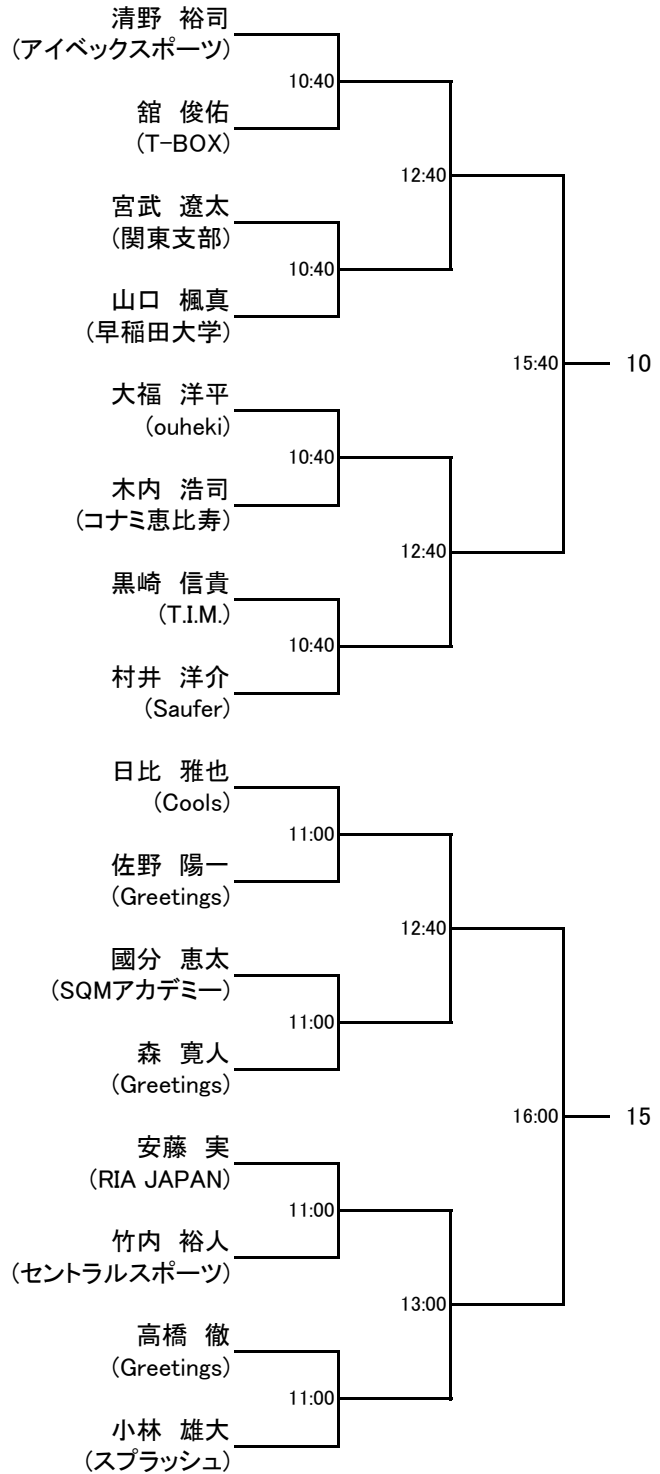 清野 裕司
(アイベックスポーツ)
10:40
舘 俊佑
(T-BOX)
12:40
宮武 遼太
(関東支部)
10:40
山口 楓真
(早稲田大学)
15:40
10
大福 洋平
(ouheki)
10:40
木内 浩司
(コナミ恵比寿)
12:40
黒崎 信貴
(T.I.M.)
10:40
村井 洋介
(Saufer)
日比 雅也
(Cools)
11:00
佐野 陽一
(Greetings)
12:40
國分 恵太
(SQMアカデミー)
11:00
森 寛人
(Greetings)
16:00
15
安藤 実
(RIA JAPAN)
11:00
竹内 裕人
(セントラルスポーツ)
13:00
高橋 徹
(Greetings)
11:00
小林 雄大
(スプラッシュ)